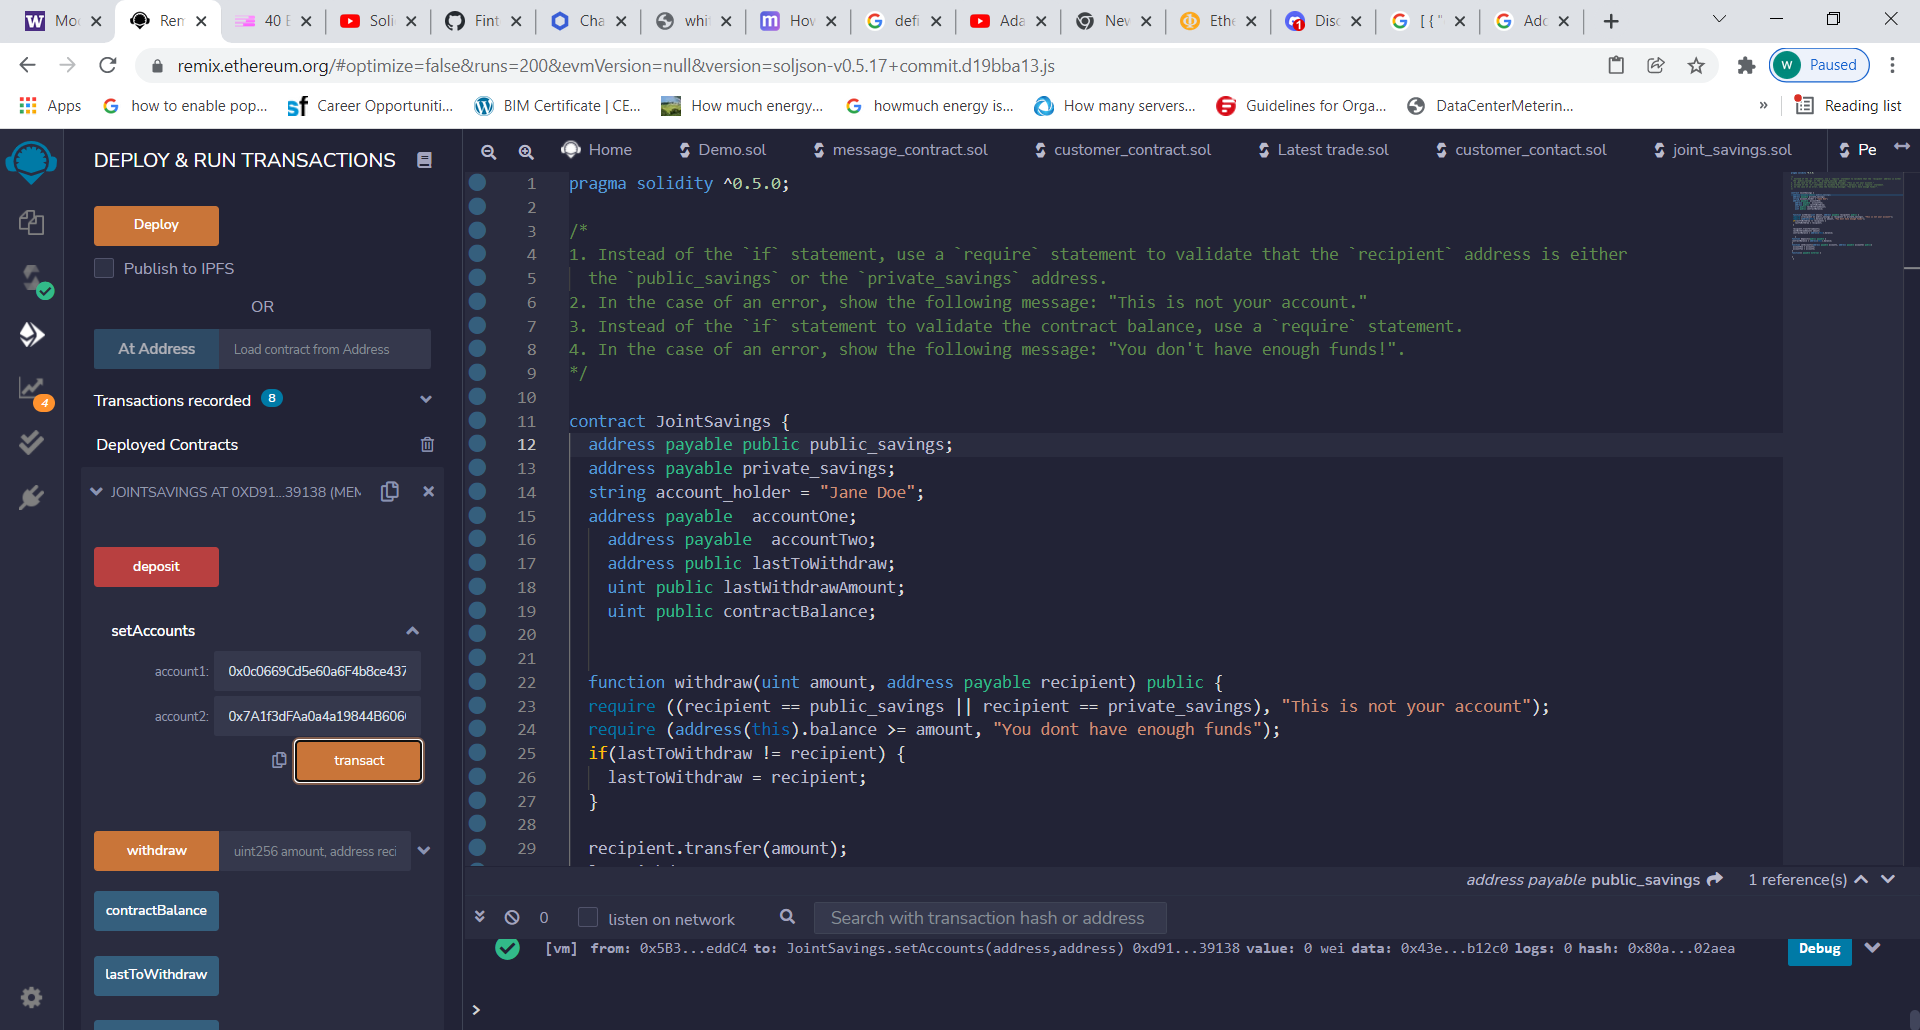 Moc
Rem
40 E
Soli
Fint
Cha
whit
How
defi
Ada
Nev
Ethe
Disc
[ { "
Adc
remix.ethereum.org/#optimize=false&runs=200&evmVersion=null&version=soljson-v0.5.17+commit.d19bba13.js
W Paused
Apps
how to enable pop...
Career Opportuniti...
BIM Certificate | CE...
How much energy...
howmuch energy is...
How many servers...
Guidelines for Orga...
DataCenterMeterin...
»
Reading list
DEPLOY & RUN TRANSACTIONS
Deploy
Publish to IPFS
OR
At Address Load contract from Address
Transactions recorded 8
4
Deployed Contracts
JOINTSAVINGS AT 0XD91...39138 (MEM
deposit
setAccounts
account1: 0x0c0669Cd5e60a6F4b8ce437
account2: 0x7A1f3dFAa0a4a19844B606
transact
withdraw uint256 amount, address reci
contractBalance
lastToWithdraw
Home Demo.sol message_contract.sol customer_contract.sol Latest trade.sol customer_contact.sol joint_savings.sol Pe
1 pragma solidity ^0.5.0;
2
3 /*
4 1. Instead of the `if` statement, use a `require` statement to validate that the `recipient` address is either
5 the `public_savings` or the `private_savings` address.
6 2. In the case of an error, show the following message: "This is not your account."
7 3. Instead of the `if` statement to validate the contract balance, use a `require` statement.
8 4. In the case of an error, show the following message: "You don't have enough funds!".
9 */
10
11 contract JointSavings {
12 address payable public public_savings;
13 address payable private_savings;
14 string account_holder = "Jane Doe";
15 address payable  accountOne;
16 address payable  accountTwo;
17 address public lastToWithdraw;
18 uint public lastWithdrawAmount;
19 uint public contractBalance;
20
21
22 function withdraw(uint amount, address payable recipient) public {
23 require ((recipient == public_savings || recipient == private_savings), "This is not your account");
24 require (address(this).balance >= amount, "You dont have enough funds");
25 if(lastToWithdraw != recipient) {
26 lastToWithdraw = recipient;
27 }
28
29 recipient.transfer(amount);
address payable public_savings 1 reference(s)
0 listen on network Search with transaction hash or address
[vm] from: 0x5B3...eddC4 to: JointSavings.setAccounts(address,address) 0xd91...39138 value: 0 wei data: 0x43e...b12c0 logs: 0 hash: 0x80a...02aea Debug
>